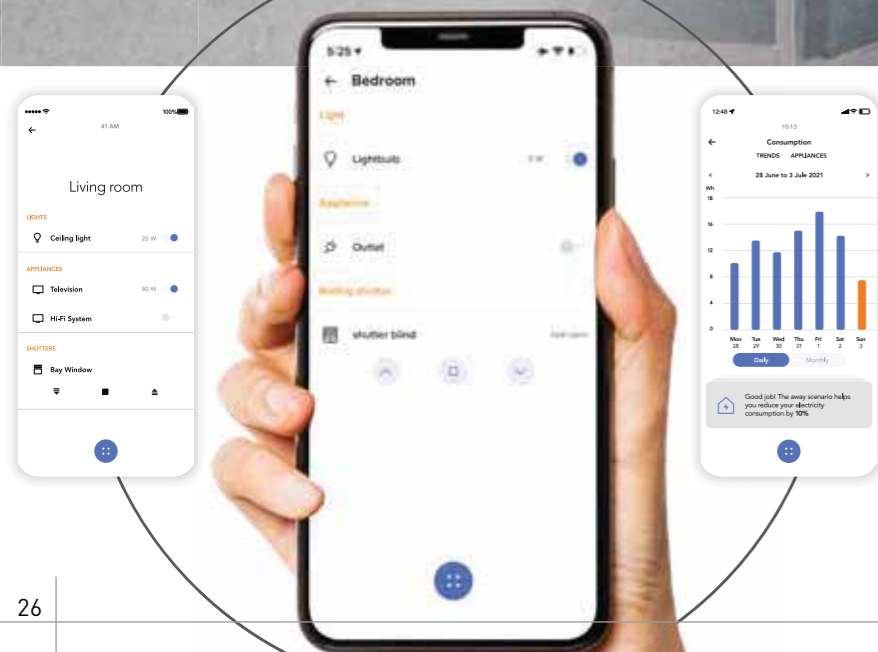 100%
41 AM
Living room
LIGHTS
Ceiling light 25 W
APPLIANCES
Television 80 W
Hi-Fi System
SHUTTERS
Bay Window
5:25
Bedroom
Light
Lightbulb
Outlet
shutter blind
12:48
10:13
Consumption
TRENDS APPLIANCES
28 June to 3 Jule 2021
Wh
18
16
12
8
4
0
Mon Tue Wed Thu Fri Sat Sun
28 29 30 31 1 2 3
Daily Monthly
Good job! The away scenario helps
you reduce your electricity
consumption by 10%
26